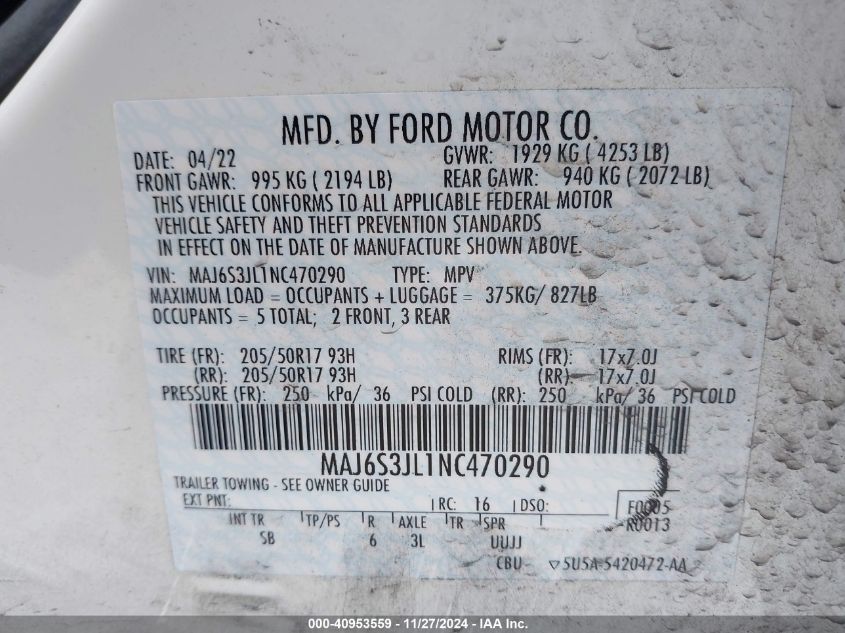 MFD. BY FORD MOTOR CO.
DATE: 04/22 GVWR: 1929 KG ( 4253 LB)
FRONT GAWR: 995 KG ( 2194 LB) REAR GAWR: 940 KG ( 2072 LB)
THIS VEHICLE CONFORMS TO ALL APPLICABLE FEDERAL MOTOR
VEHICLE SAFETY AND THEFT PREVENTION STANDARDS
IN EFFECT ON THE DATE OF MANUFACTURE SHOWN ABOVE.
VIN: MAJ6S3JL1NC470290 TYPE: MPV
MAXIMUM LOAD = OCCUPANTS + LUGGAGE = 375KG/ 827LB
OCCUPANTS = 5 TOTAL; 2 FRONT, 3 REAR
TIRE (FR): 205/50R17 93H RIMS (FR): 17x7.0J
(RR): 205/50R17 93H (RR): 17x7.0J
PRESSURE (FR): 250 kPa/ 36 PSI COLD (RR): 250 kPa/ 36 PSI COLD
MAJ6S3JL1NC470290
TRAILER TOWING - SEE OWNER GUIDE
EXT PNT: RC: 16 DSO: F0005
R0013
INT TR TP/PS R AXLE TR SPR
SB 6 3L UUJJ
CBU ▽5U5A-5420472-AA
000-40953559 - 11/27/2024 - IAA Inc.